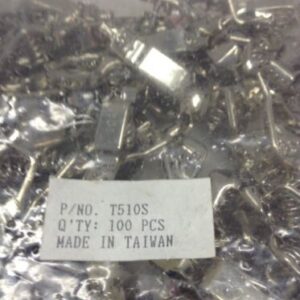 P/NO. T510S
Q'TY: 100 PCS
MADE IN TAIWAN